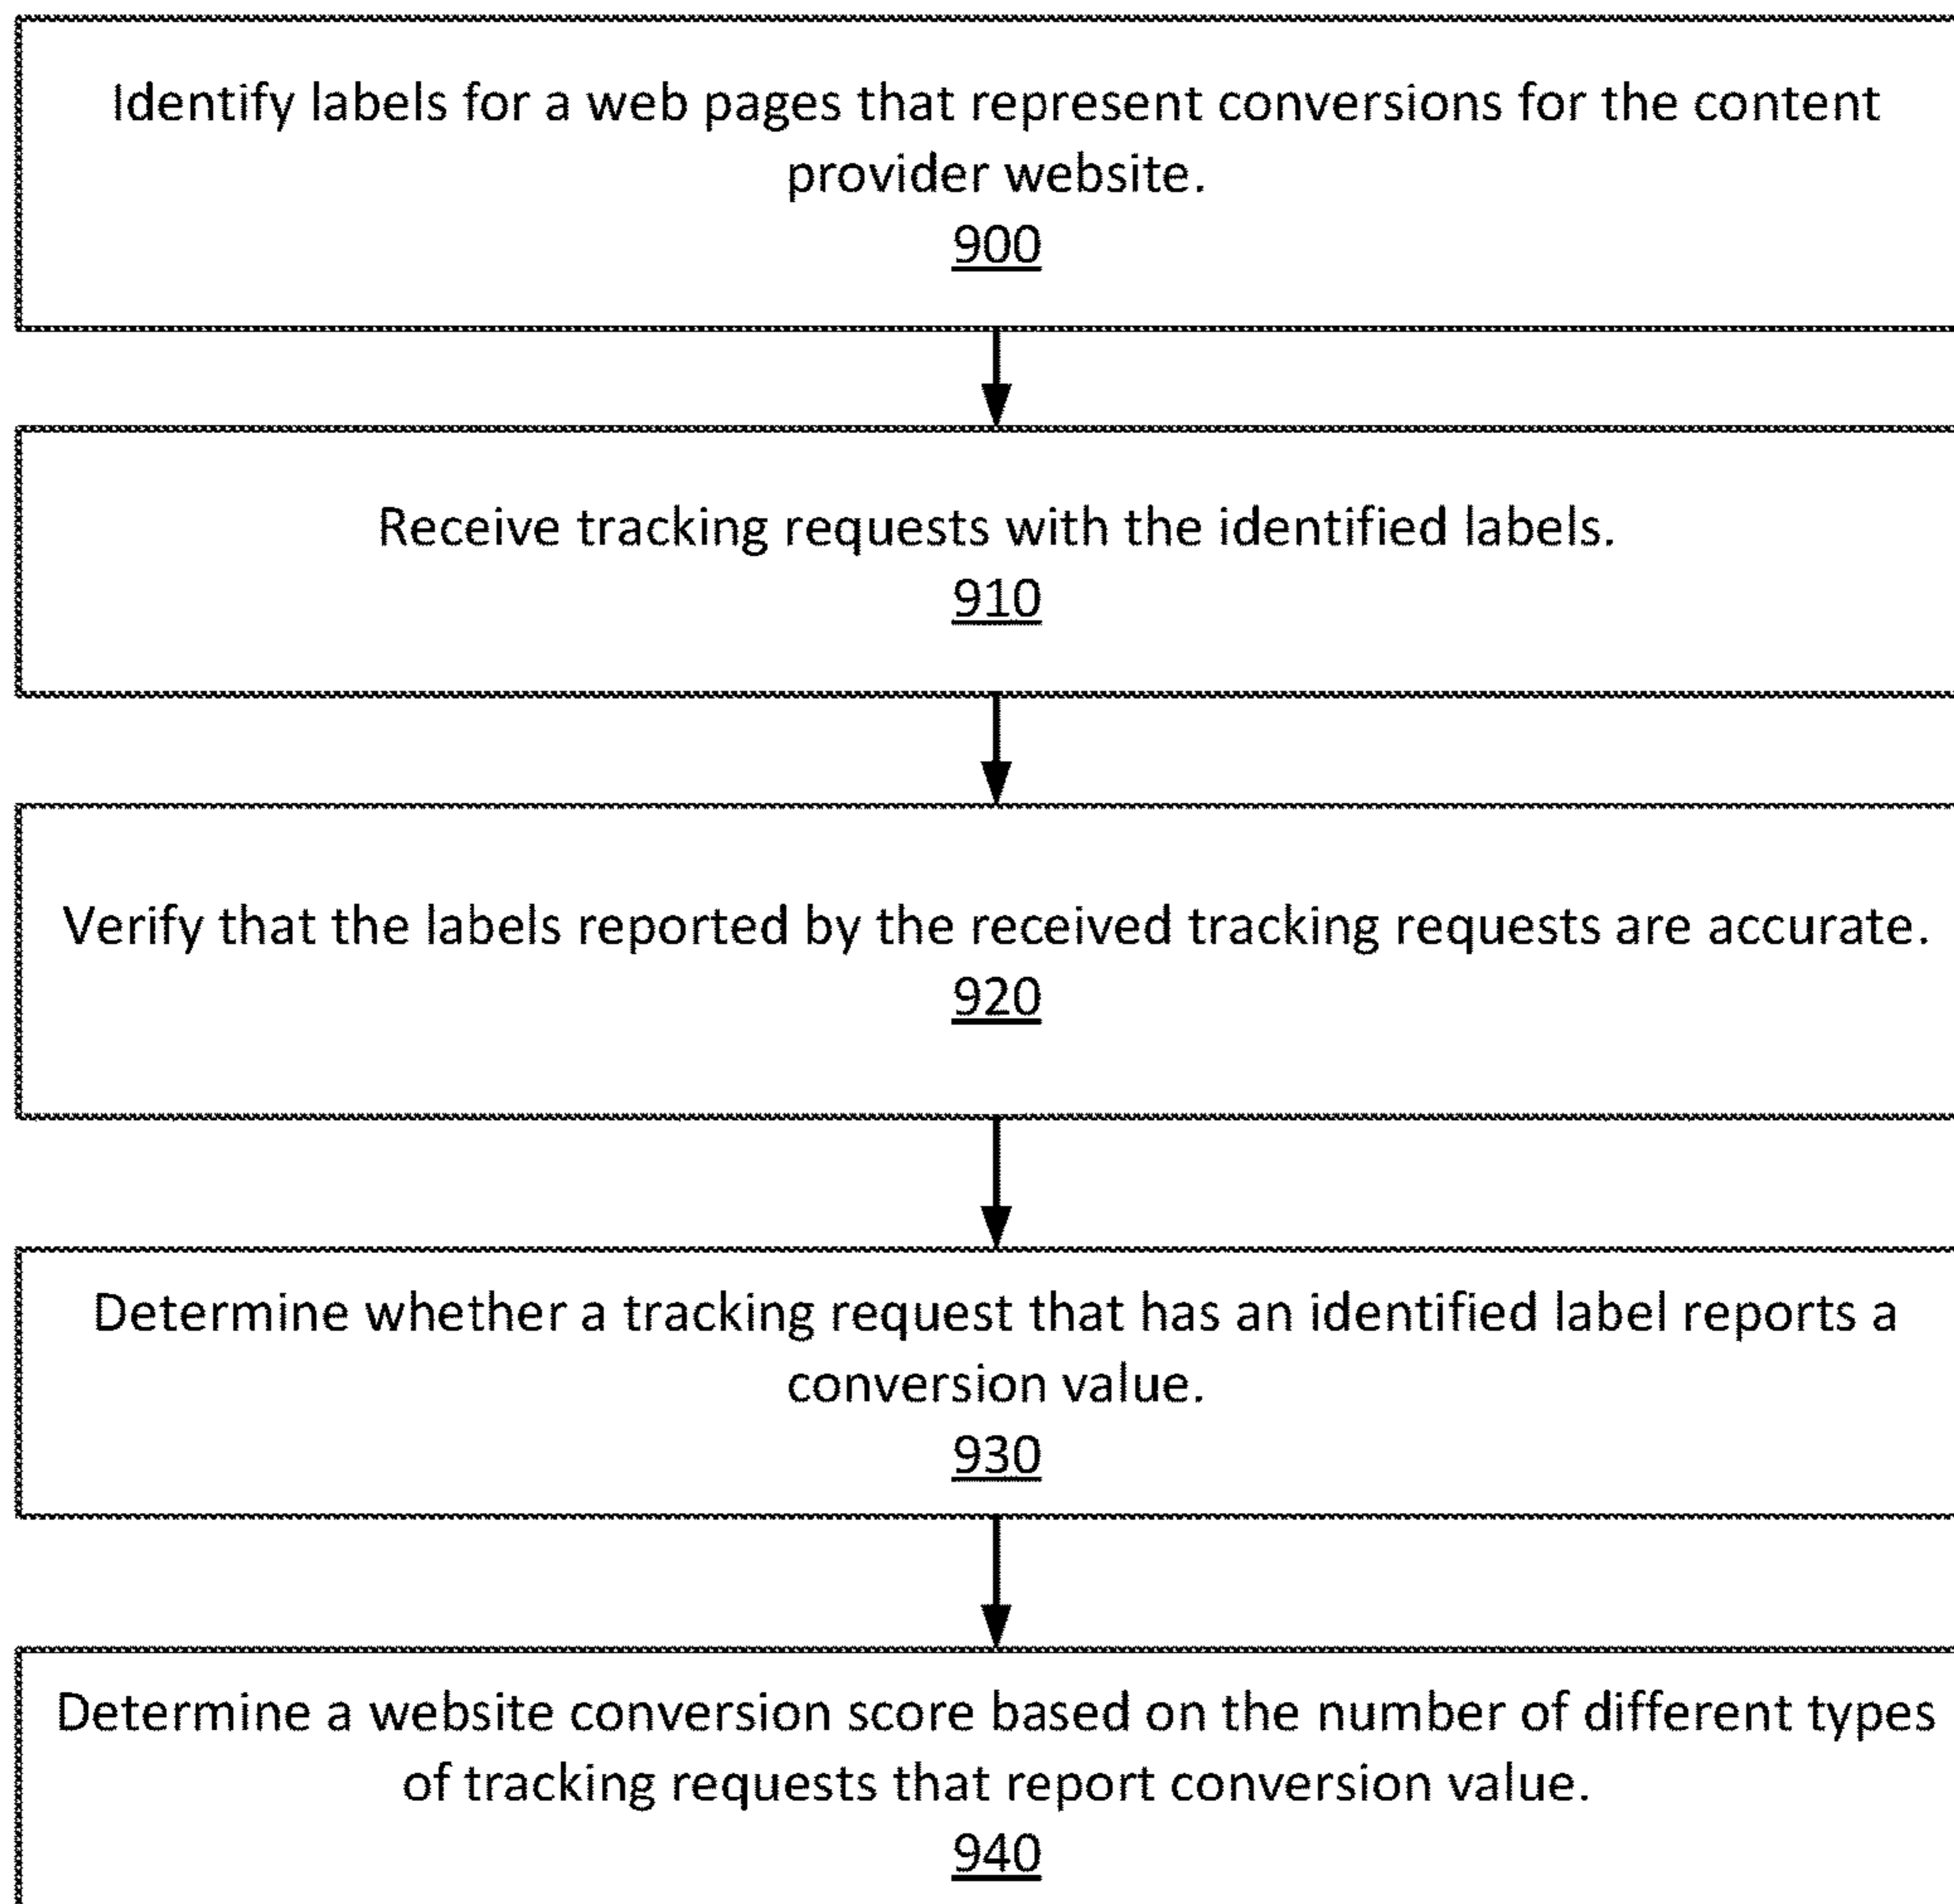 Identify labels for a web pages that represent conversions for the content
provider website.
900
Receive tracking requests with the identified labels.
910
Verify that the labels reported by the received tracking requests are accurate.
920
Determine whether a tracking request that has an identified label reports a
conversion value.
930
Determine a website conversion score based on the number of different types
of tracking requests that report conversion value.
940